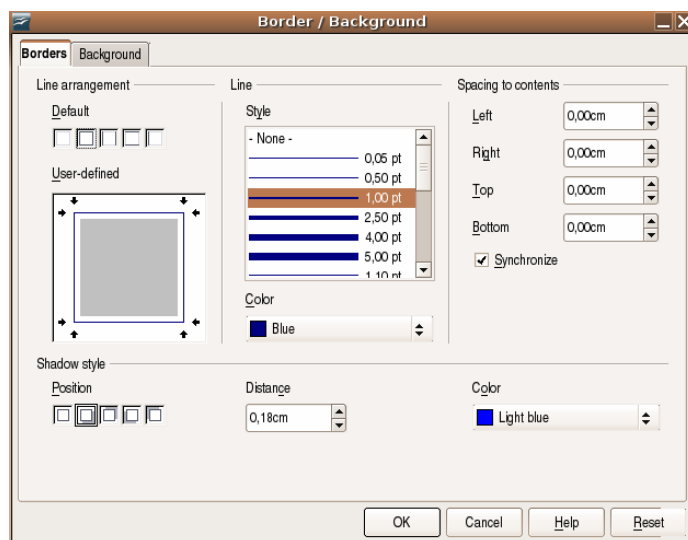 Border / Background
Borders
Background
Line arrangement
Default
User-defined
Line
Style
- None -
0,05 pt
0,50 pt
1,00 pt
2,50 pt
4,00 pt
5,00 pt
1,10 pt
Color
Blue
Spacing to contents
Left 0,00cm
Right 0,00cm
Top 0,00cm
Bottom 0,00cm
Synchronize
Shadow style
Position
Distance
0,18cm
Color
Light blue
OK
Cancel
Help
Reset